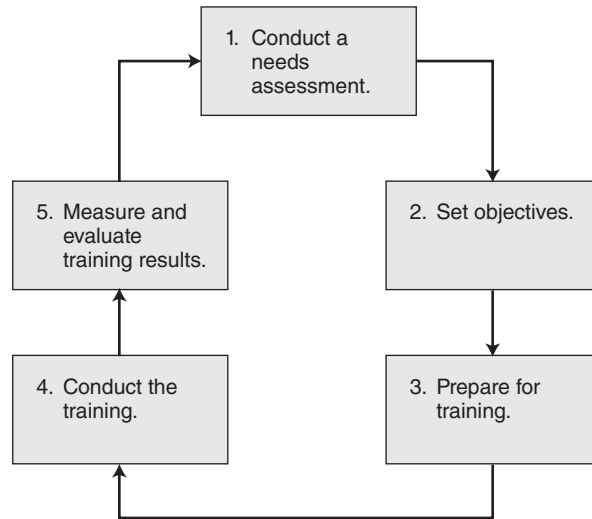 1. Conduct a
needs
assessment.
2. Set objectives.
3. Prepare for
training.
4. Conduct the
training.
5. Measure and
evaluate
training results.